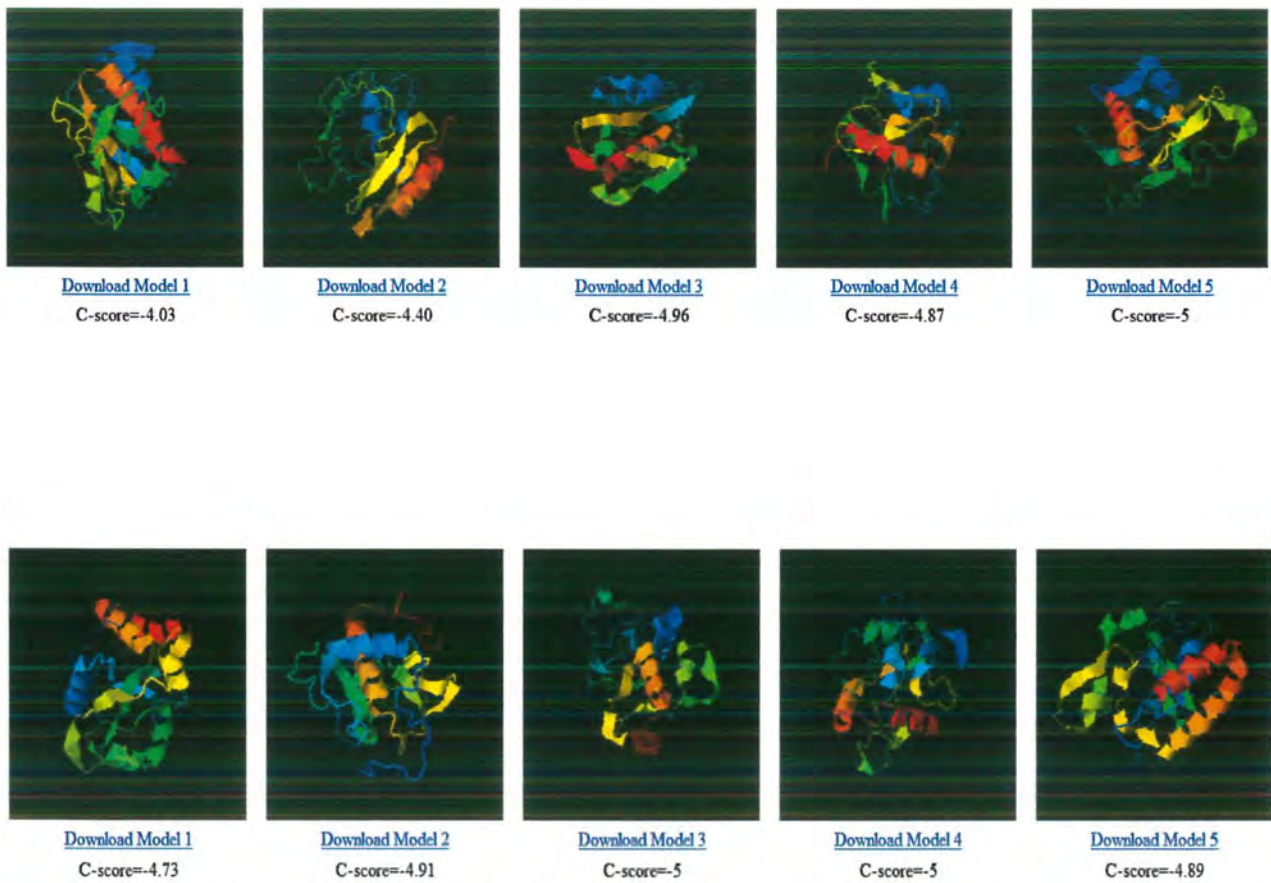 Download Model 1 Download Model 2 Download Model 3 Download Model 4 Download Model 5
C-score=-4.03 C-score=-4.40 C-score=-4.96 C-score=-4.87 C-score=-5
Download Model 1 Download Model 2 Download Model 3 Download Model 4 Download Model 5
C-score=-4.73 C-score=-4.91 C-score=-5 C-score=-5 C-score=-4.89